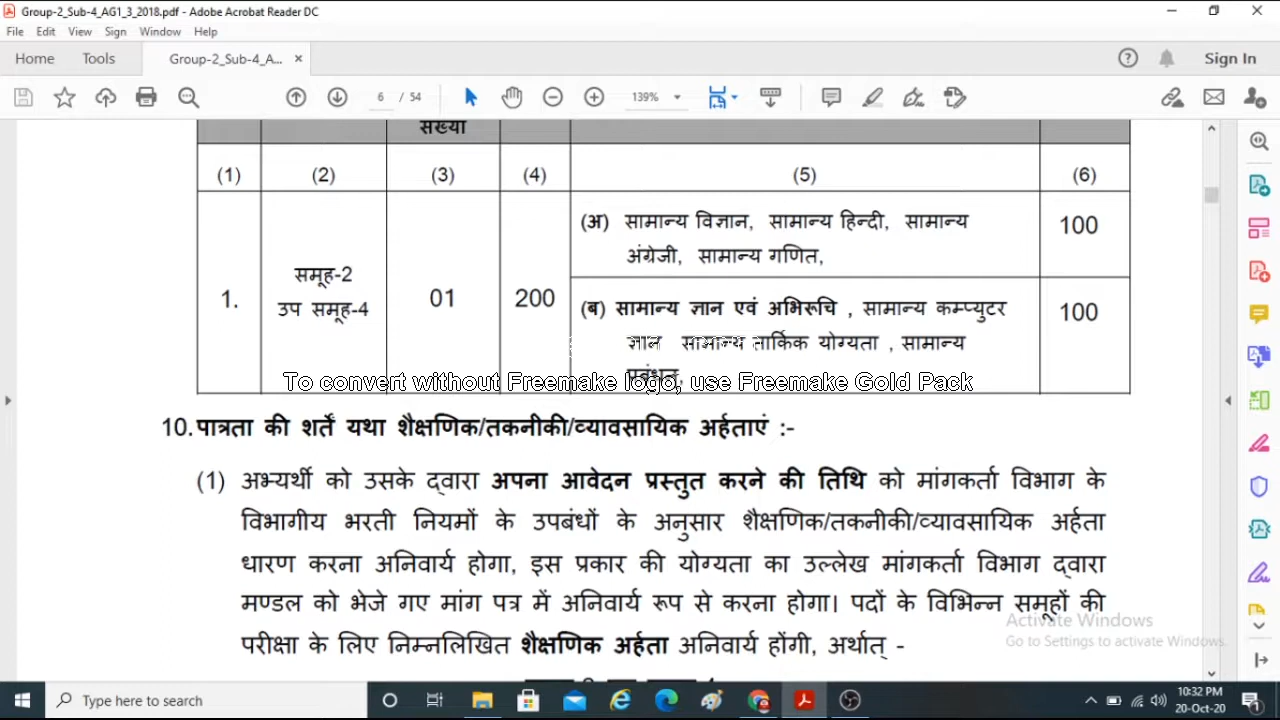 Group-2_Sub-4_AG1_3_2018.pdf - Adobe Acrobat Reader DC
File Edit View Sign Window Help
Home Tools Group-2_Sub-4_A... × Sign In
6 / 54 139%
संख्या
(1) (2) (3) (4) (5) (6)
(अ) सामान्य विज्ञान, सामान्य हिन्दी, सामान्य
अंग्रेजी, सामान्य गणित,
100
1.
समूह-2
उप समूह-4
01
200
(ब) सामान्य ज्ञान एवं अभिरूचि , सामान्य कम्प्युटर
ज्ञान सामान्य तार्किक योग्यता , सामान्य
प्रबंधन,
100
To convert without Freemake logo, use Freemake Gold Pack
10. पात्रता की शर्तें यथा शैक्षणिक/तकनीकी/व्यावसायिक अर्हताएं :-
(1) अभ्यर्थी को उसके द्वारा अपना आवेदन प्रस्तुत करने की तिथि को मांगकर्ता विभाग के
विभागीय भरती नियमों के उपबंधों के अनुसार शैक्षणिक/तकनीकी/व्यावसायिक अर्हता
धारण करना अनिवार्य होगा, इस प्रकार की योग्यता का उल्लेख मांगकर्ता विभाग द्वारा
मण्डल को भेजे गए मांग पत्र में अनिवार्य रूप से करना होगा। पदों के विभिन्न समूहों की
परीक्षा के लिए निम्नलिखित शैक्षणिक अर्हता अनिवार्य होंगी, अर्थात् -
Activate Windows
Go to Settings to activate Windows.
Type here to search
10:32 PM
20-Oct-20
1